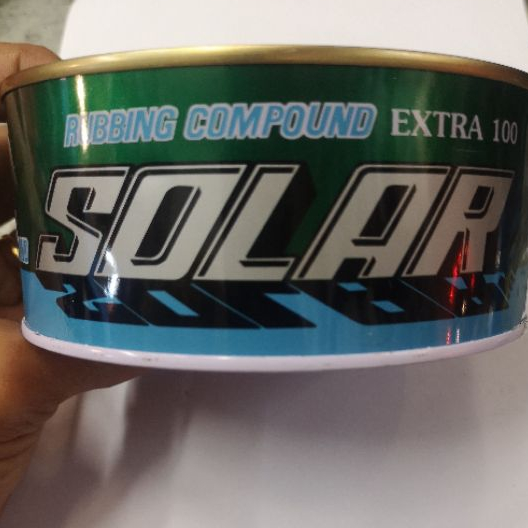 RUBBING COMPOUND EXTRA 100
SOLAR